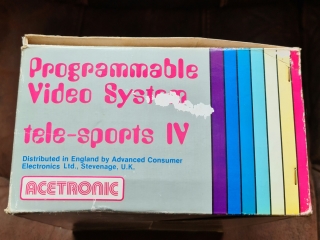 Programmable
Video System
tele-sports IV
Distributed in England by Advanced Consumer
Electronics Ltd., Stevenage, U.K.
ACETRONIC